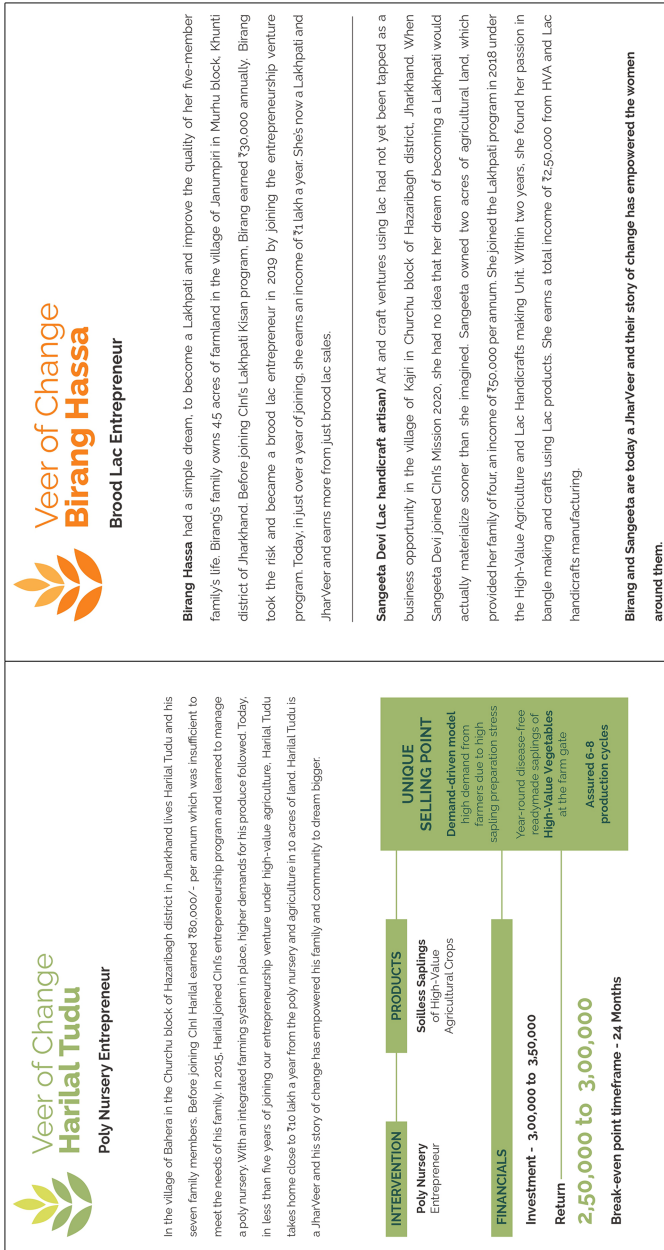 Veer of Change
Harilal Tudu
Poly Nursery Entrepreneur
In the village of Bahera in the Churchu block of Hazaribagh district in Jharkhand lives Harilal Tudu and his
seven family members. Before joining CInI Harilal earned ₹80,000/- per annum which was insufficient to
meet the needs of his family. In 2015, Harilal joined CInI's entrepreneurship program and learned to manage
a poly nursery. With an integrated farming system in place, higher demands for his produce followed. Today,
in less than five years of joining our entrepreneurship venture under high-value agriculture, Harilal Tudu
takes home close to ₹10 lakh a year from the poly nursery and agriculture in 10 acres of land. Harilal Tudu is
a JharVeer and his story of change has empowered his family and community to dream bigger.
INTERVENTION
Poly Nursery
Entrepreneur
PRODUCTS
Soilless Saplings
of High-Value
Agricultural Crops
UNIQUE
SELLING POINT
Demand-driven model
high demand from
farmers due to high
sapling preparation stress
Year-round disease-free
readymade saplings of
High-Value Vegetables
at the farm gate
Assured 6-8
production cycles
FINANCIALS
Investment - 3,00,000 to 3,50,000
Return
2,50,000 to 3,00,000
Break-even point timeframe - 24 Months
Veer of Change
Birang Hassa
Brood Lac Entrepreneur
Birang Hassa had a simple dream, to become a Lakhpati and improve the quality of her five-member
family's life. Birang's family owns 4.5 acres of farmland in the village of Janumpiri in Murhu block, Khunti
district of Jharkhand. Before joining CInI's Lakhpati Kisan program, Birang earned ₹30,000 annually. Birang
took the risk and became a brood lac entrepreneur in 2019 by joining the entrepreneurship venture
program. Today, in just over a year of joining, she earns an income of ₹1 lakh a year. She's now a Lakhpati and
JharVeer and earns more from just brood lac sales.
Sangeeta Devi (Lac handicraft artisan) Art and craft ventures using lac had not yet been tapped as a
business opportunity in the village of Kajri in Churchu block of Hazaribagh district, Jharkhand. When
Sangeeta Devi joined CInI's Mission 2020, she had no idea that her dream of becoming a Lakhpati would
actually materialize sooner than she imagined. Sangeeta owned two acres of agricultural land, which
provided her family of four, an income of ₹50,000 per annum. She joined the Lakhpati program in 2018 under
the High-Value Agriculture and Lac Handicrafts making Unit. Within two years, she found her passion in
bangle making and crafts using Lac products. She earns a total income of ₹2,50,000 from HVA and Lac
handicrafts manufacturing.
Birang and Sangeeta are today a JharVeer and their story of change has empowered the women
around them.